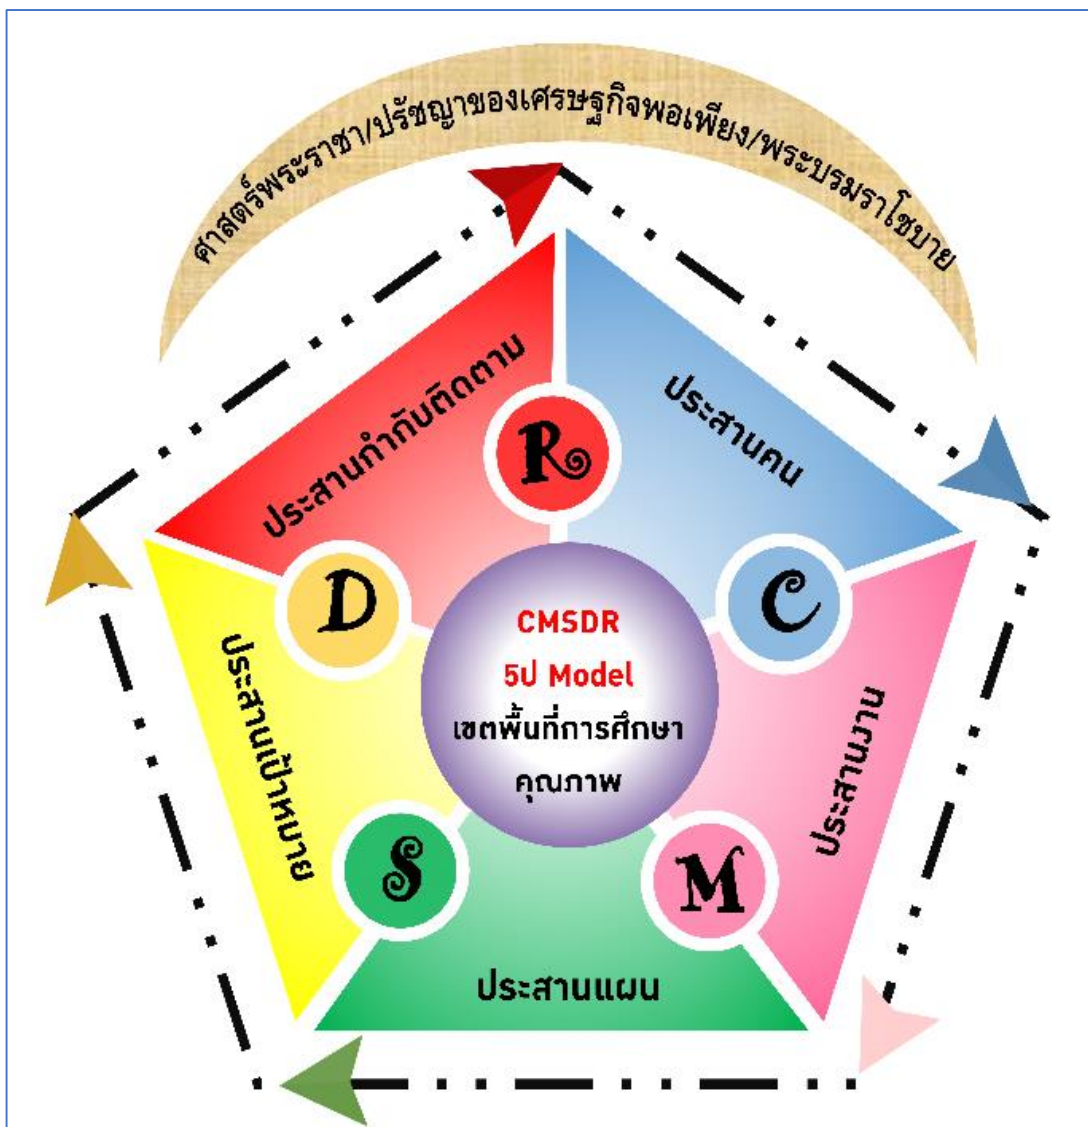 ศาสตร์พระราชา/ปรัชญาของเศรษฐกิจพอเพียง/พระบรมราโชบาย
ประสานกำกับติดตาม
ประสานคน
R
D
C
CMSDR
5ป Model
เขตพื้นที่การศึกษา
คุณภาพ
ประสานเป้าหมาย
ประสานงาน
S
M
ประสานแผน